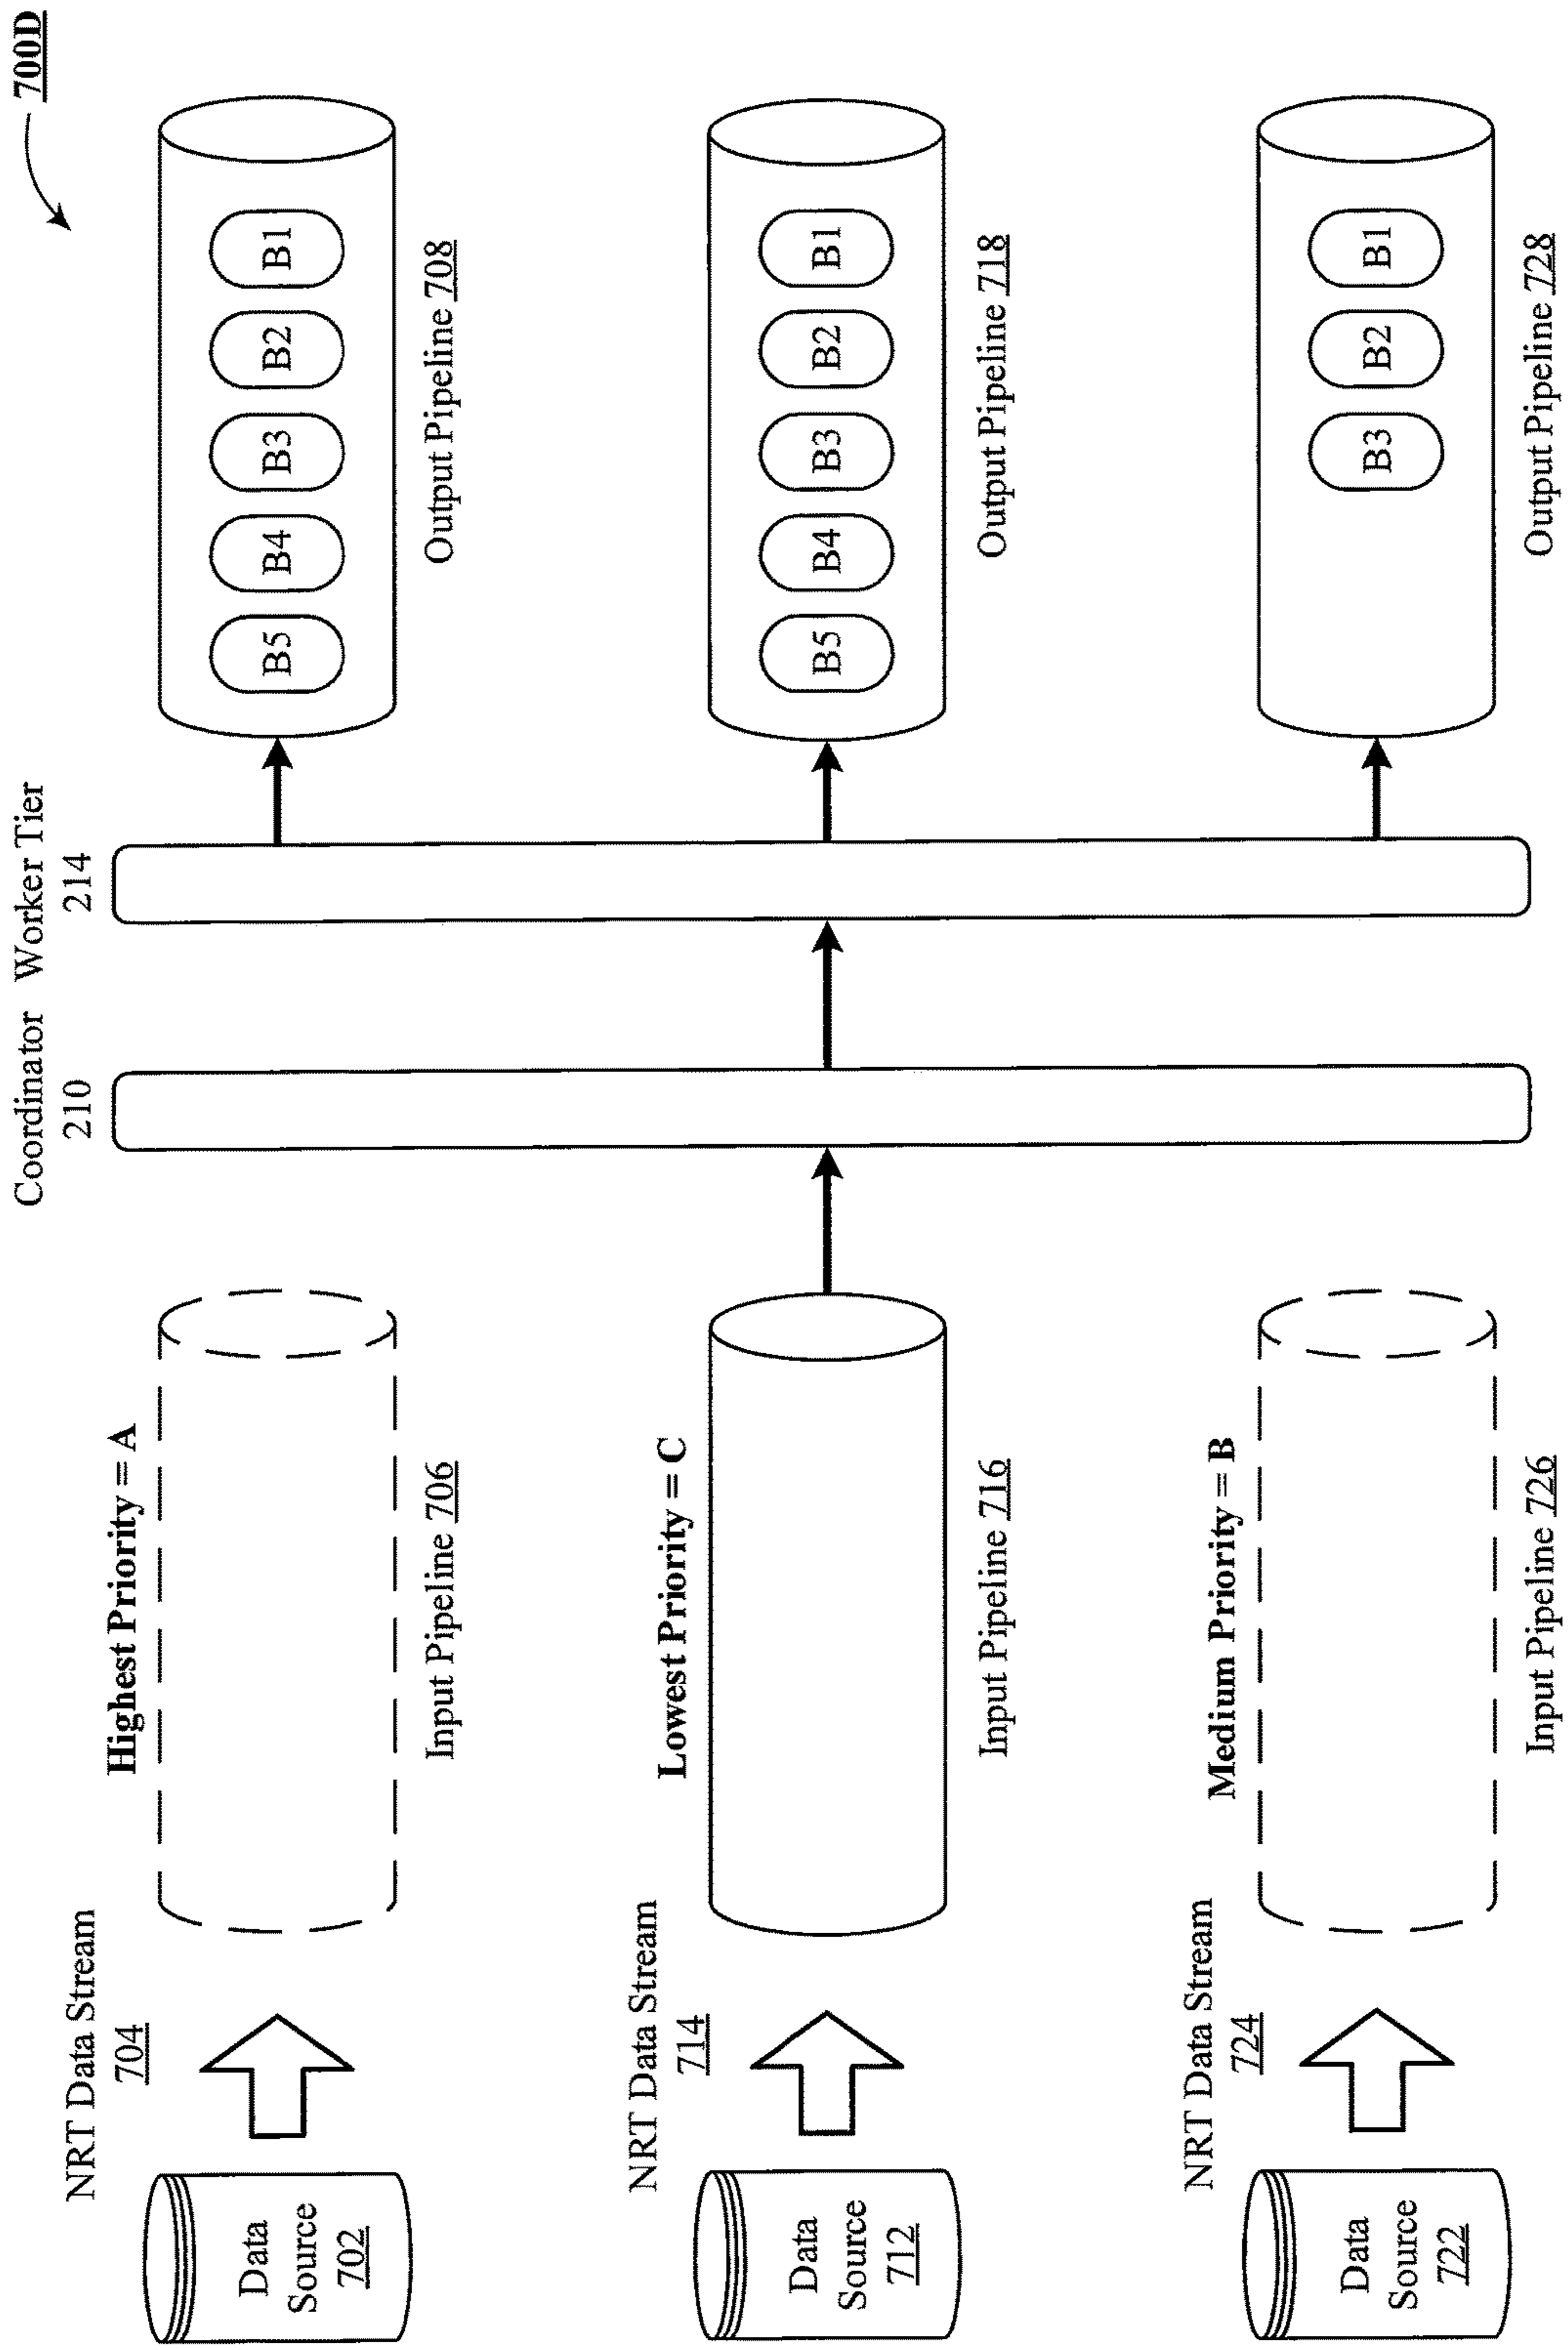 700D
Coordinator
210
Worker Tier
214
NRT Data Stream
704
Highest Priority = A
Data
Source
702
B5
B4
B3
B2
B1
Input Pipeline 706
Output Pipeline 708
NRT Data Stream
714
Lowest Priority = C
Data
Source
712
B5
B4
B3
B2
B1
Input Pipeline 716
Output Pipeline 718
NRT Data Stream
724
Medium Priority = B
Data
Source
722
B3
B2
B1
Input Pipeline 726
Output Pipeline 728